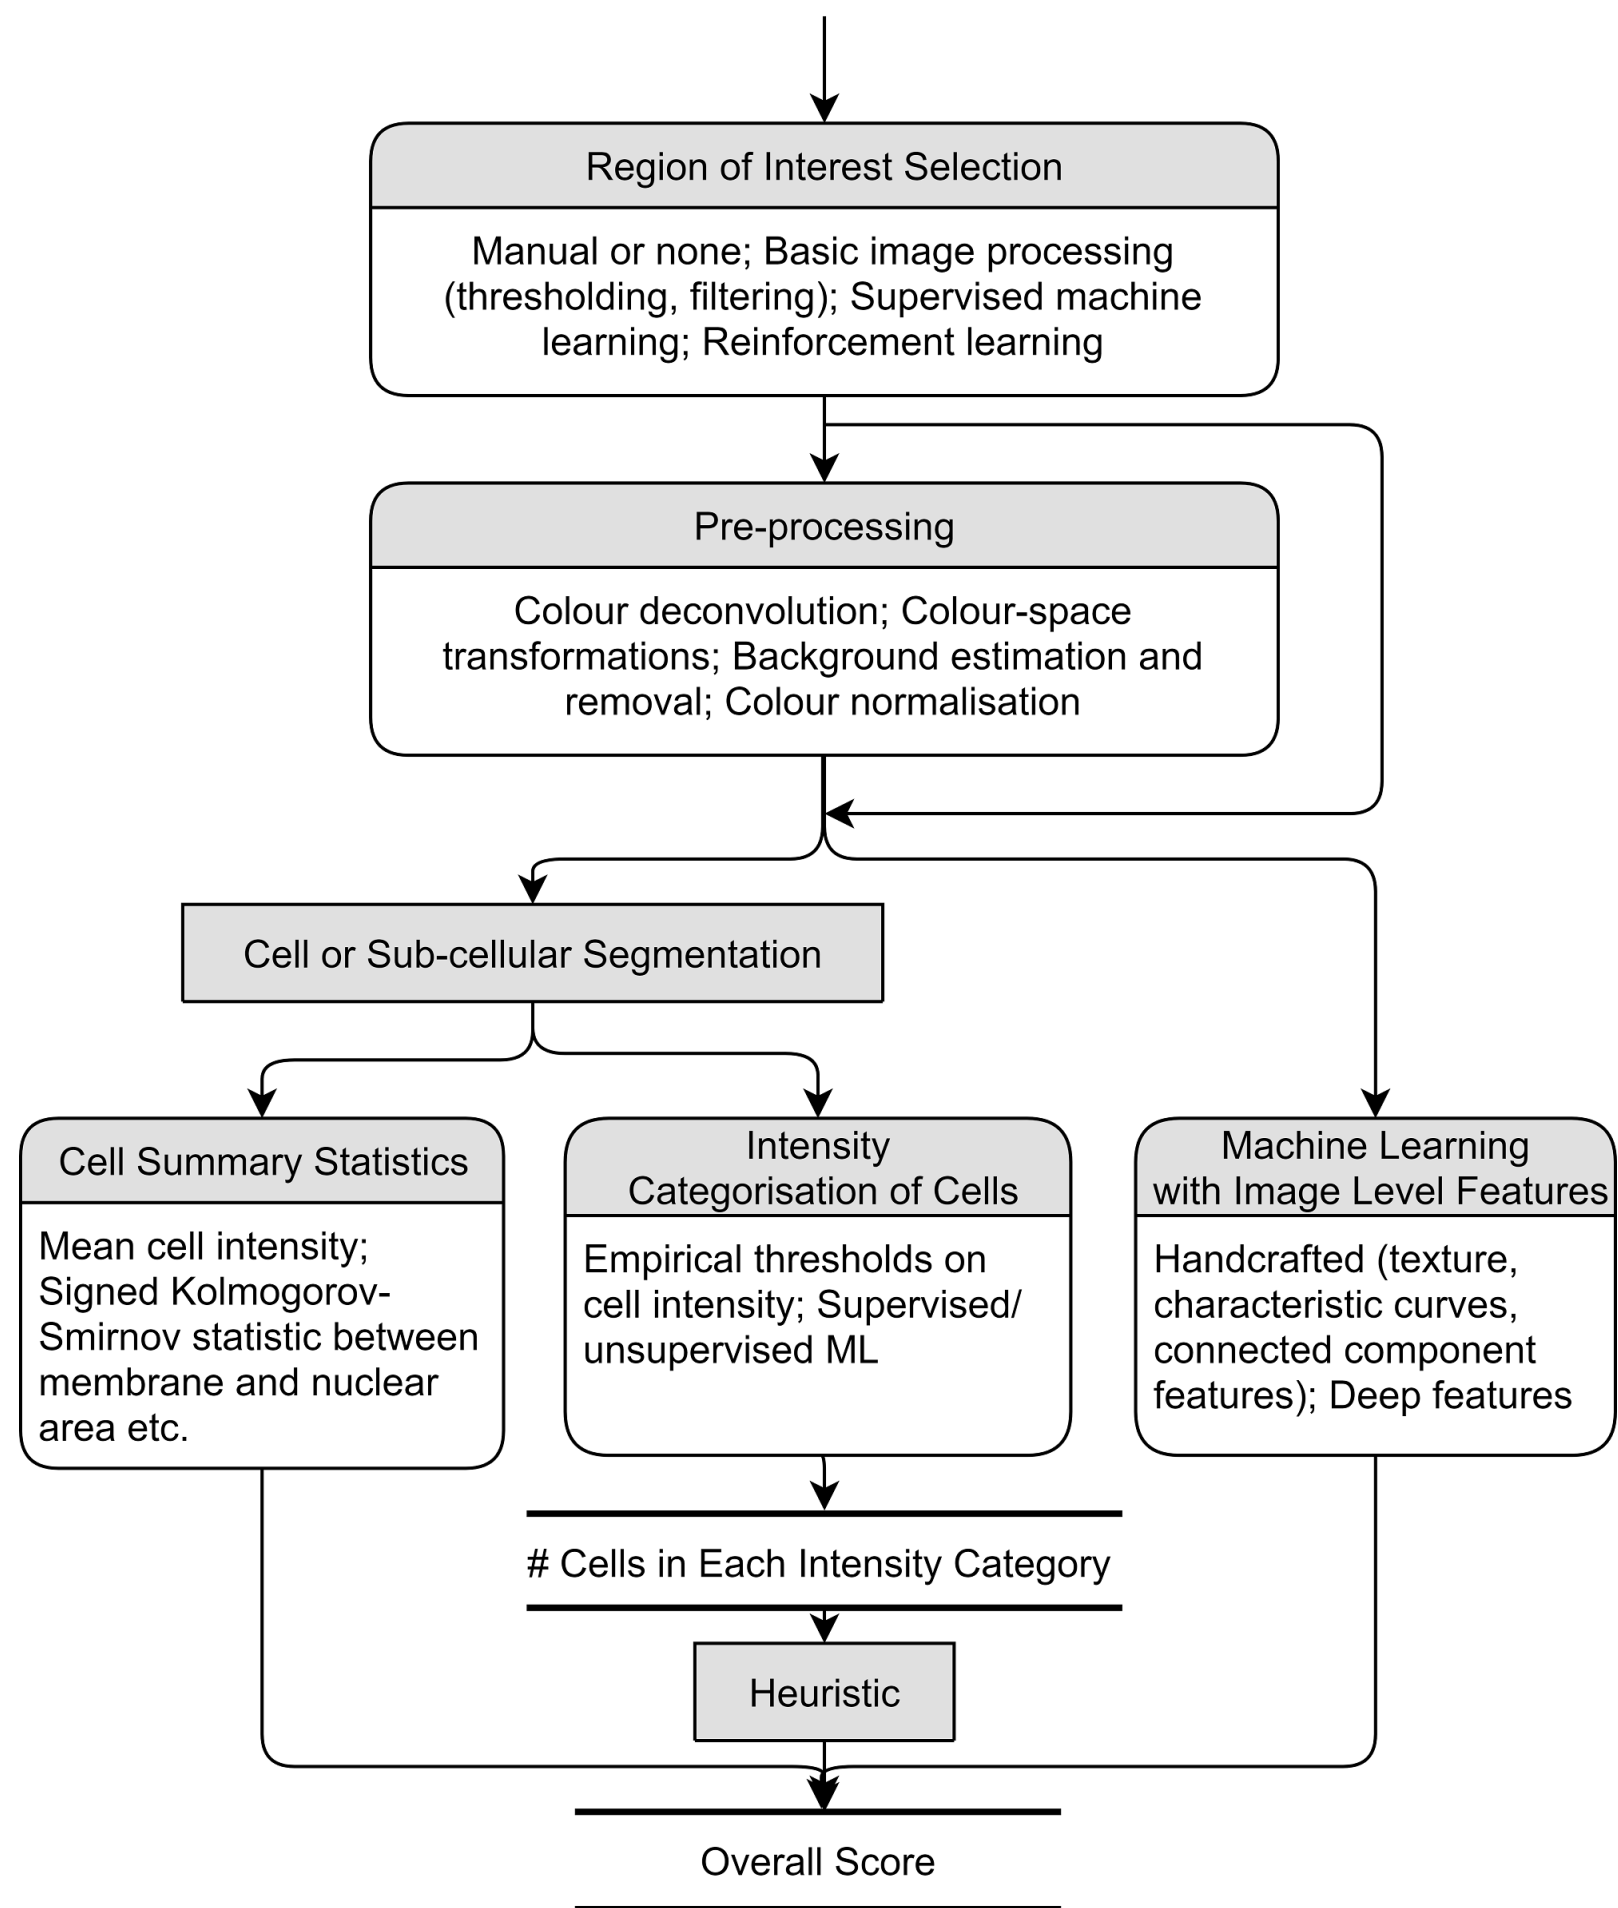 Region of Interest Selection
Manual or none; Basic image processing
(thresholding, filtering); Supervised machine
learning; Reinforcement learning
Pre-processing
Colour deconvolution; Colour-space
transformations; Background estimation and
removal; Colour normalisation
Cell or Sub-cellular Segmentation
Cell Summary Statistics
Mean cell intensity;
Signed Kolmogorov-
Smirnov statistic between
membrane and nuclear
area etc.
Intensity
Categorisation of Cells
Empirical thresholds on
cell intensity; Supervised/
unsupervised ML
Machine Learning
with Image Level Features
Handcrafted (texture,
characteristic curves,
connected component
features); Deep features
# Cells in Each Intensity Category
Heuristic
Overall Score